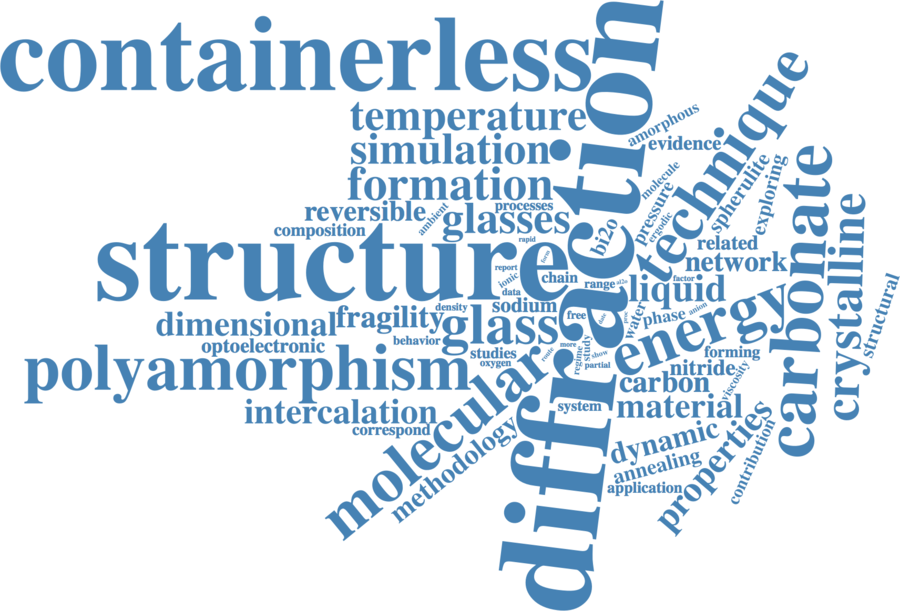 containerless
diffraction
temperature
amorphous
evidence
technique
simulation
formation
molecule
spherulite
exploring
carbonate
reversible
ambient
processes
glasses
pressure
ergodic
composition
rapid
bi2o
structure
crystalline
related
network
report
ionic
chain
range
factor
liquid
data
structural
density
sodium
free
water
phase
anion
energy
dimensional
fragility
glass
optoelectronic
behavior
studies
more
regime
study
show
forming
polyamorphism
oxygen
partial
nitride
viscosity
molecular
carbon
intercalation
system
material
correspond
methodology
dynamic
properties
contribution
annealing
application